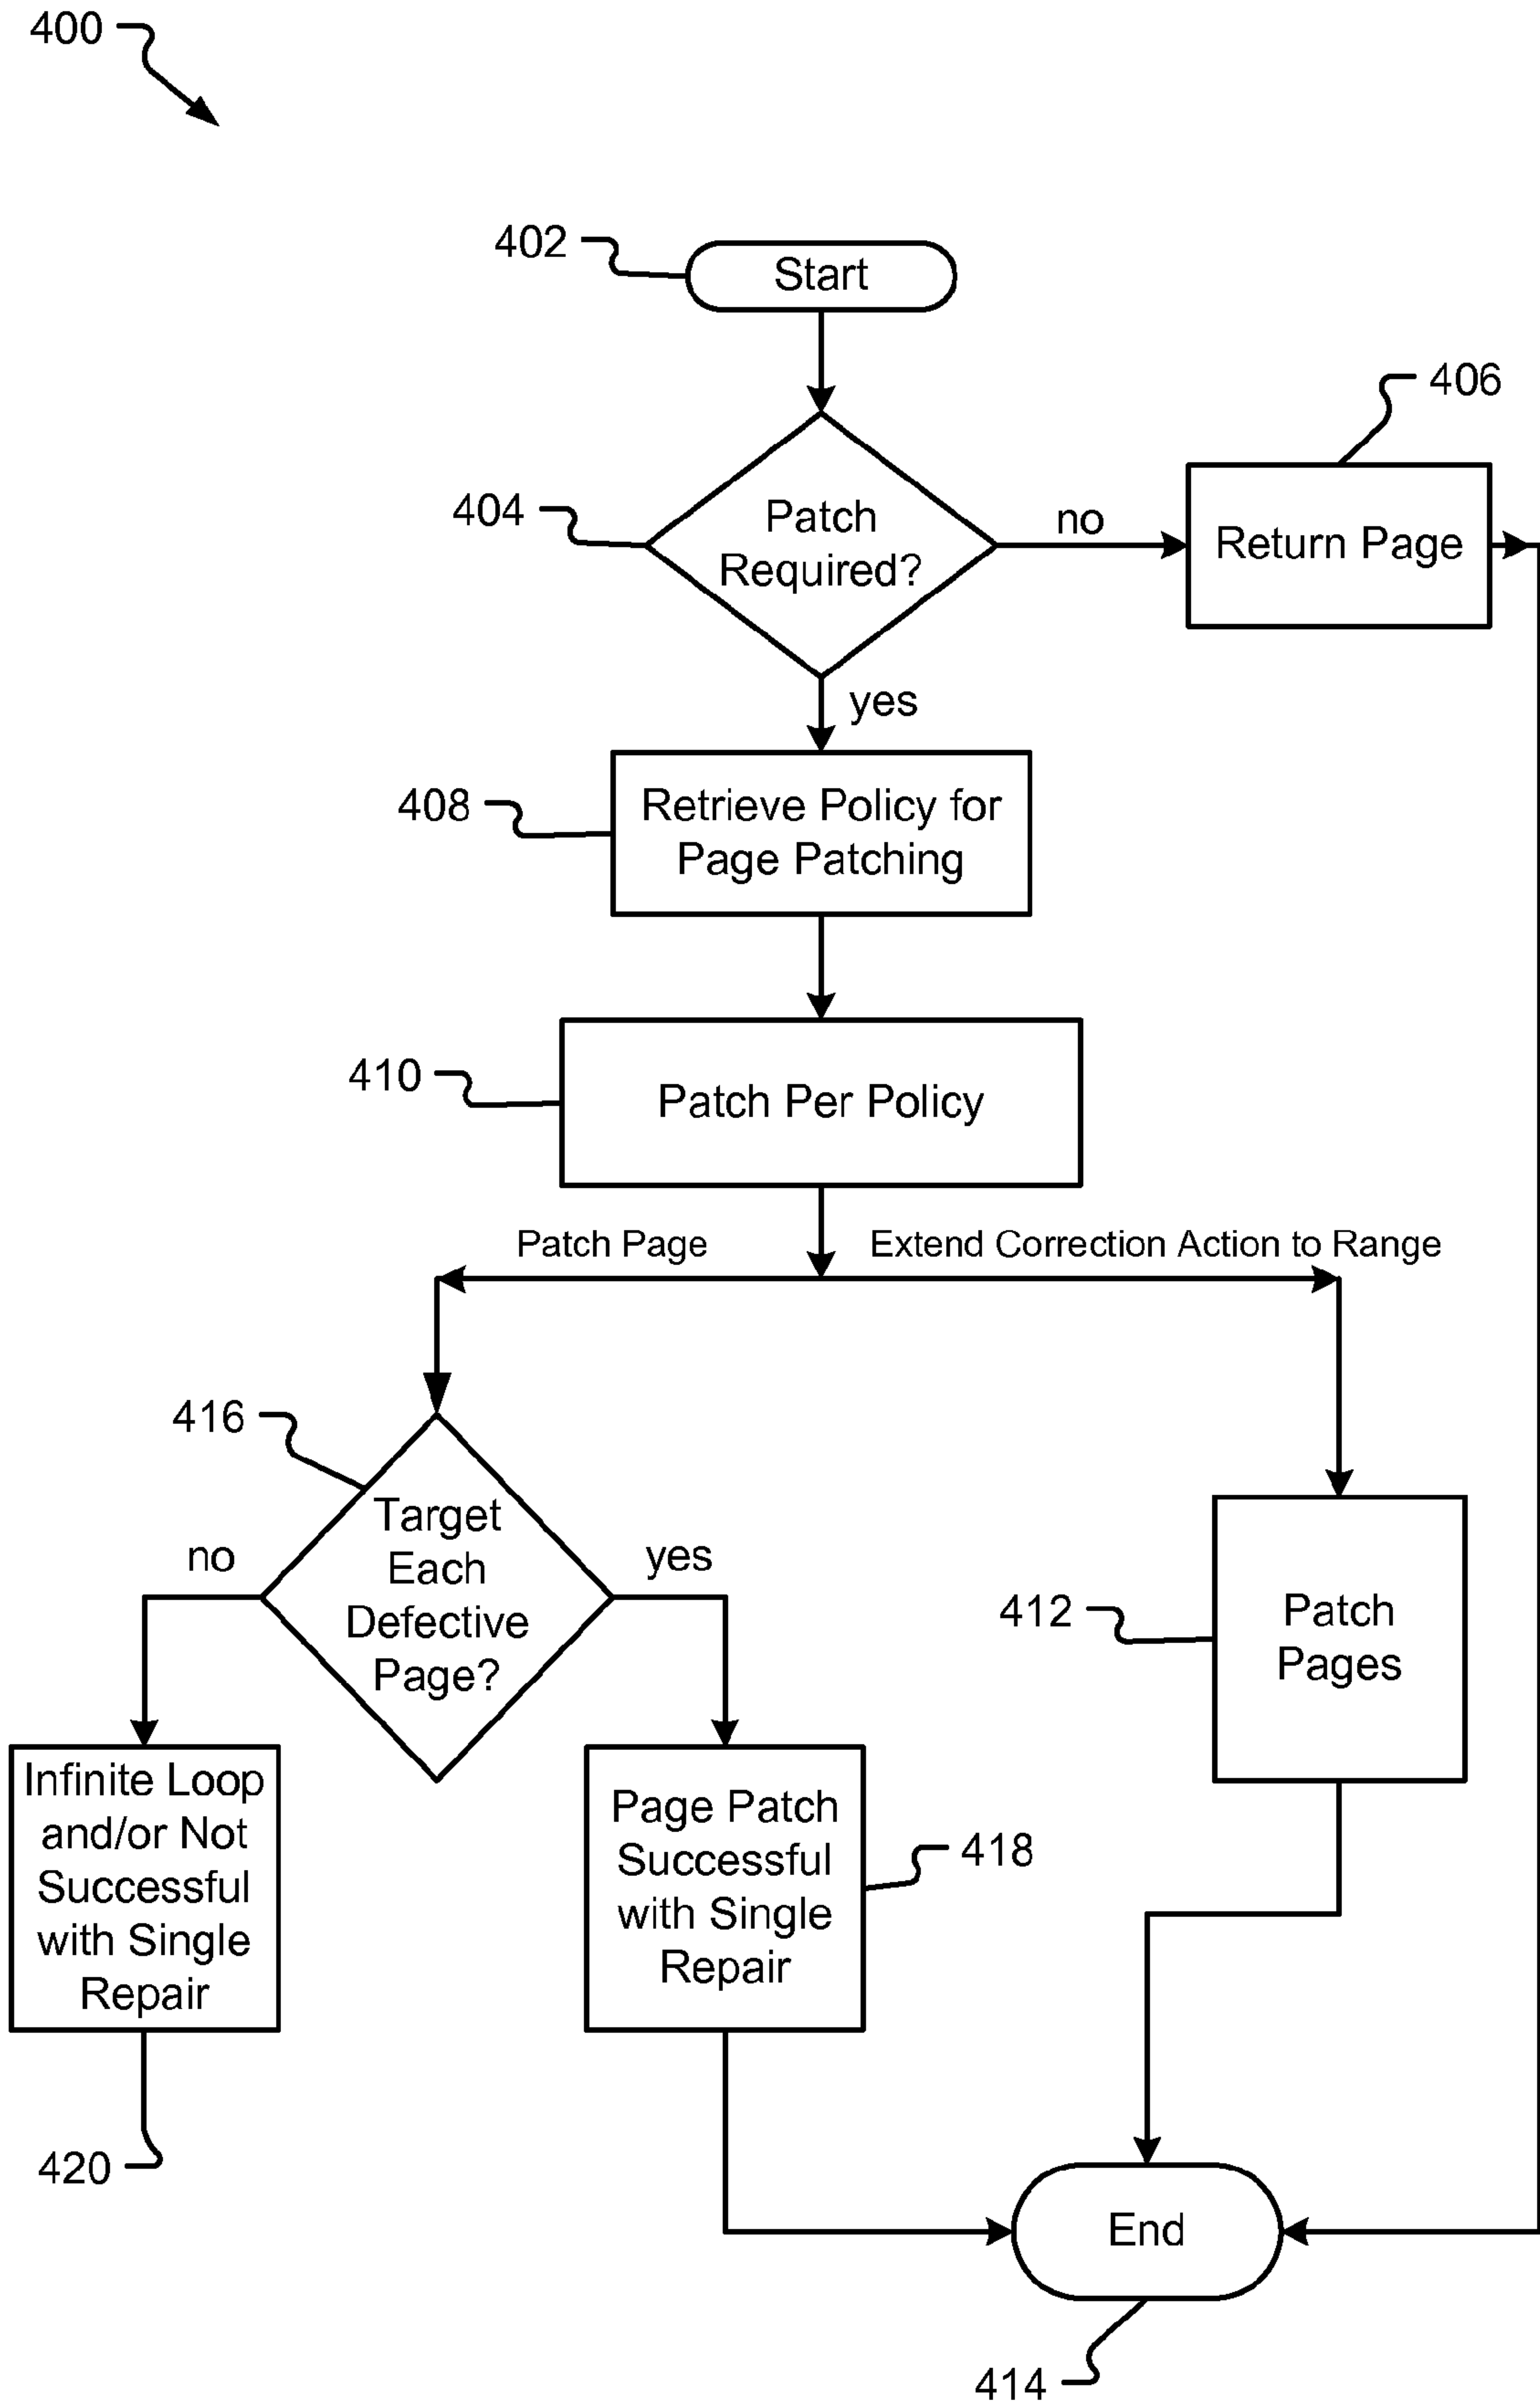 400
402
Start
406
404
Patch
Required?
no
Return Page
yes
408
Retrieve Policy for
Page Patching
410
Patch Per Policy
Patch Page
Extend Correction Action to Range
416
Target
Each
Defective
Page?
no
yes
412
Patch
Pages
Infinite Loop
and/or Not
Successful
with Single
Repair
Page Patch
Successful
with Single
Repair
418
420
End
414